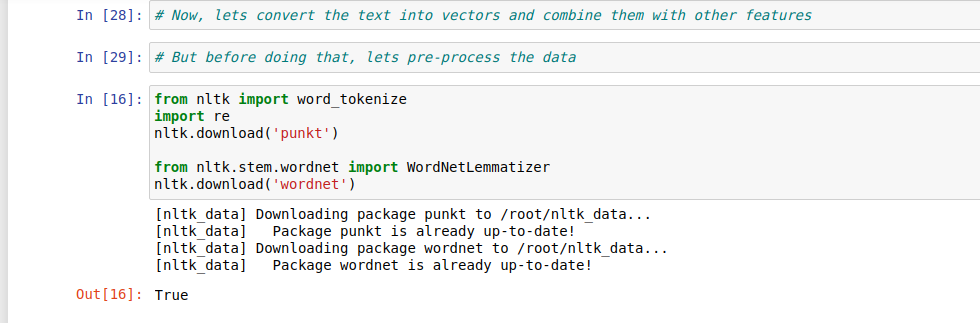 In [28]: # Now, lets convert the text into vectors and combine them with other features
In [29]: # But before doing that, lets pre-process the data
In [16]: from nltk import word_tokenize
import re
nltk.download('punkt')
from nltk.stem.wordnet import WordNetLemmatizer
nltk.download('wordnet')
[nltk_data] Downloading package punkt to /root/nltk_data...
[nltk_data]   Package punkt is already up-to-date!
[nltk_data] Downloading package wordnet to /root/nltk_data...
[nltk_data]   Package wordnet is already up-to-date!
Out[16]: True